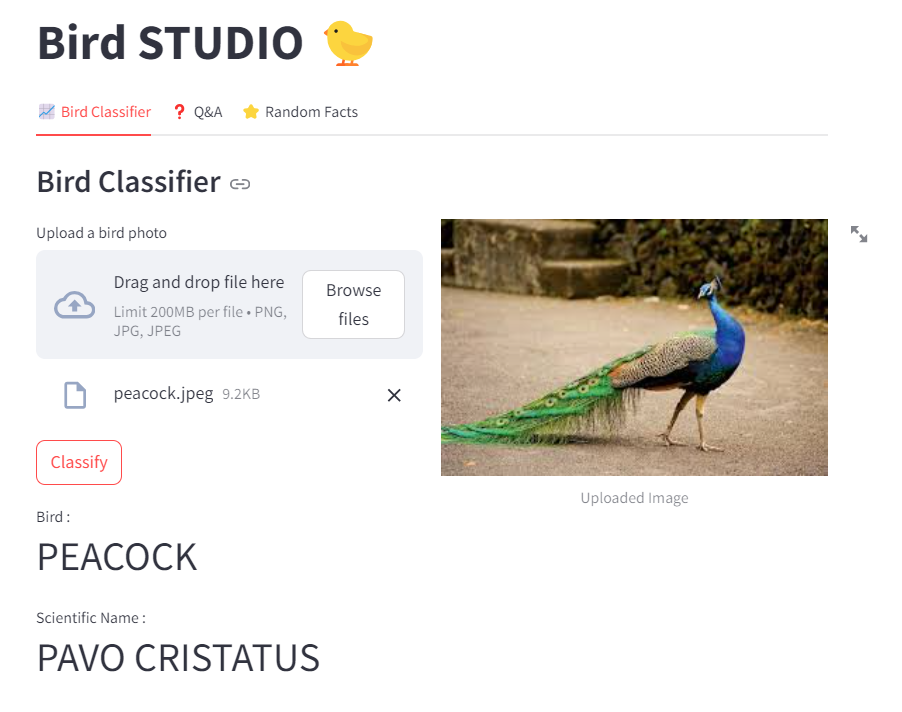 Bird STUDIO
Bird Classifier
Q&A
Random Facts
Bird Classifier
Upload a bird photo
Drag and drop file here
Limit 200MB per file • PNG,
JPG, JPEG
Browse
files
peacock.jpeg 9.2KB
Classify
Uploaded Image
Bird :
PEACOCK
Scientific Name :
PAVO CRISTATUS